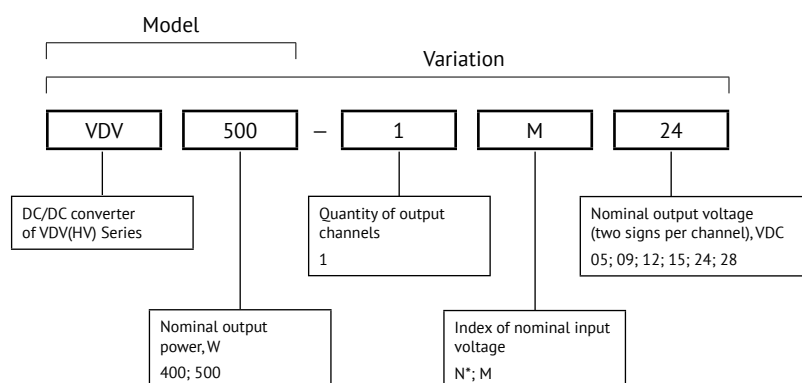 Model
Variation
VDV 500 – 1 M 24
DC/DC converter
of VDV(HV) Series
Quantity of output
channels
1
Nominal output voltage
(two signs per channel), VDC
05; 09; 12; 15; 24; 28
Nominal output
power, W
400; 500
Index of nominal input
voltage
N*; M